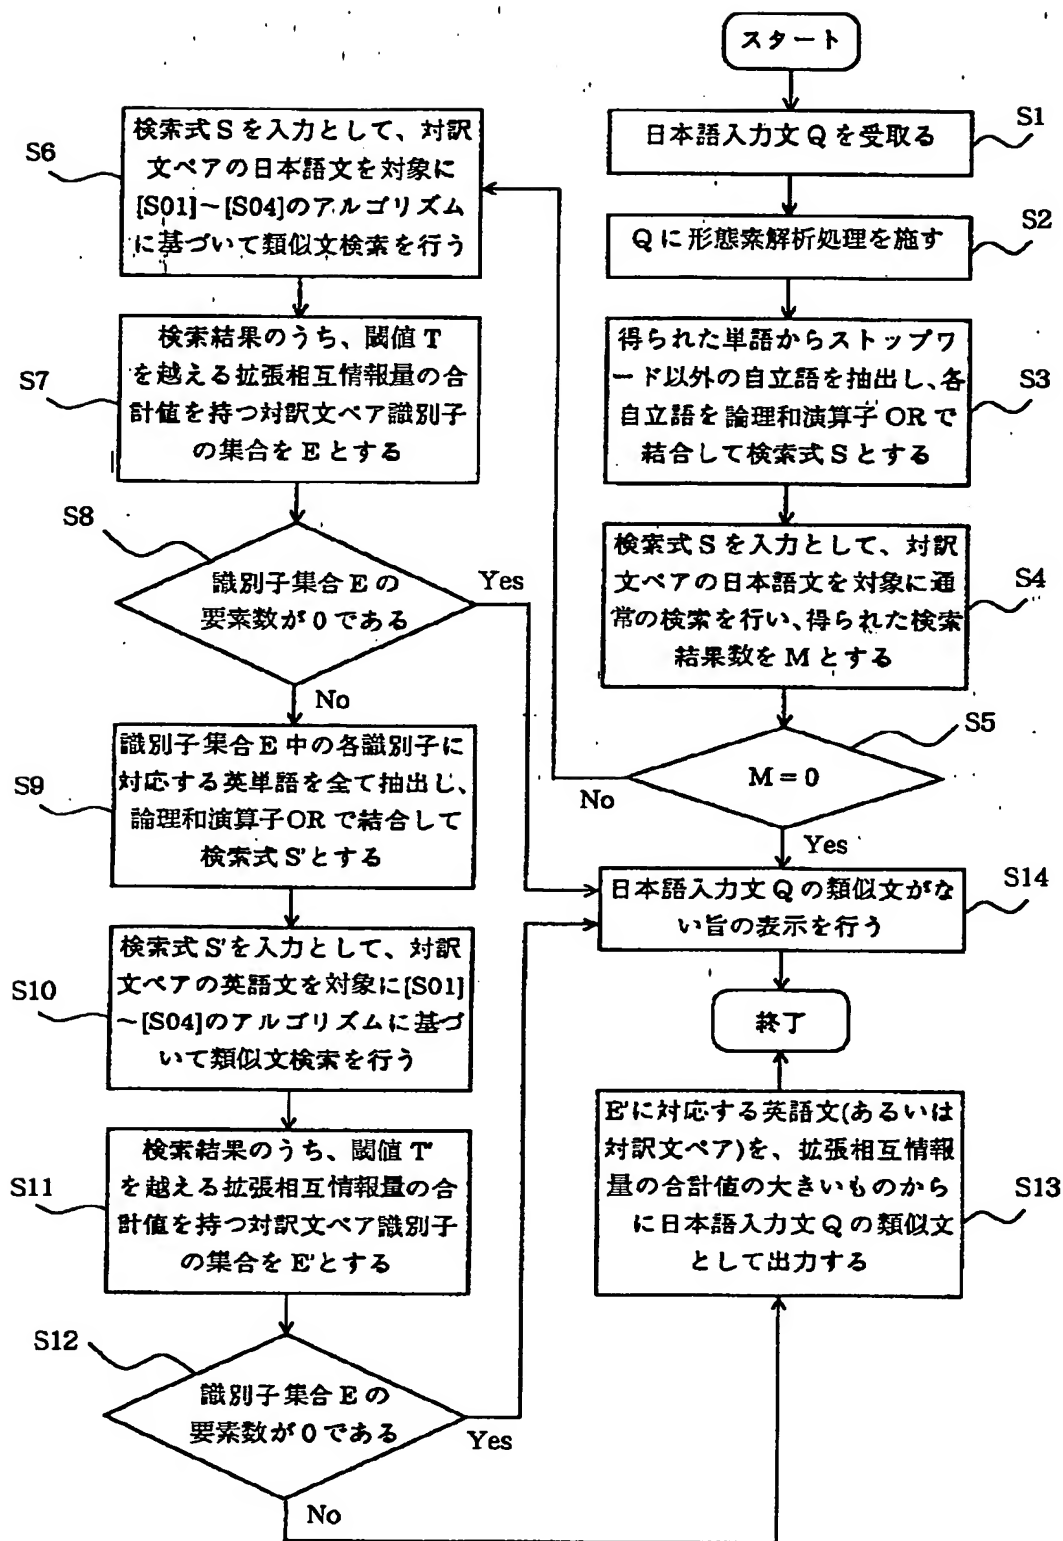 スタート
S1
日本語入力文 Q を受取る
S2
Q に形態素解析処理を施す
S3
得られた単語からストップワ
ード以外の自立語を抽出し、各
自立語を論理和演算子 OR で
結合して検索式 S とする
S4
検索式 S を入力として、対訳
文ペアの日本語文を対象に通
常の検索を行い、得られた検索
結果数を M とする
S5
M = 0
No
Yes
S6
検索式 S を入力として、対訳
文ペアの日本語文を対象に
[S01]~[S04]のアルゴリズム
に基づいて類似文検索を行う
S7
検索結果のうち、閾値 T
を越える拡張相互情報量の合
計値を持つ対訳文ペア識別子
の集合を E とする
S8
識別子集合 E の
要素数が 0 である
Yes
No
S9
識別子集合 E 中の各識別子に
対応する英単語を全て抽出し、
論理和演算子 OR で結合して
検索式 S'とする
S10
検索式 S'を入力として、対訳
文ペアの英語文を対象に[S01]
~[S04]のアルゴリズムに基づ
いて類似文検索を行う
S11
検索結果のうち、閾値 T'
を越える拡張相互情報量の合
計値を持つ対訳文ペア識別子
の集合を E'とする
S12
識別子集合 E の
要素数が 0 である
Yes
No
S13
E'に対応する英語文(あるいは
対訳文ペア)を、拡張相互情報
量の合計値の大きいものから
に日本語入力文 Q の類似文
として出力する
S14
日本語入力文 Q の類似文がな
い旨の表示を行う
終了